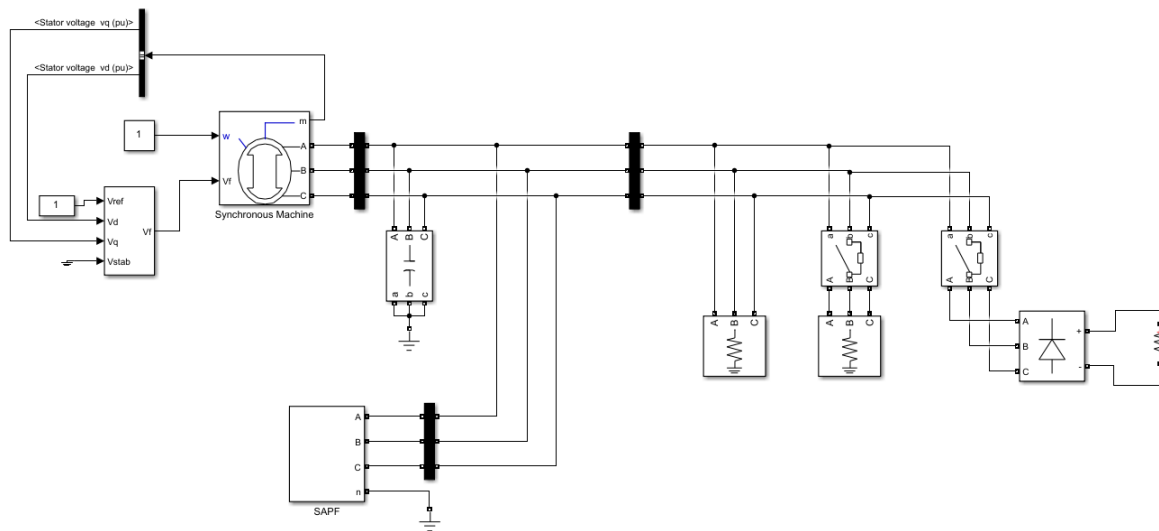 <Stator voltage vq (pu)>
<Stator voltage vd (pu)>
1
w
m
A
B
C
Vf
Synchronous Machine
1
Vref
Vd
Vq
Vstab
Vf
A B C
a b c
a b c
A B C
a b c
A B C
A B C
A B C
A
B
C
+
-
A
B
C
n
SAPF